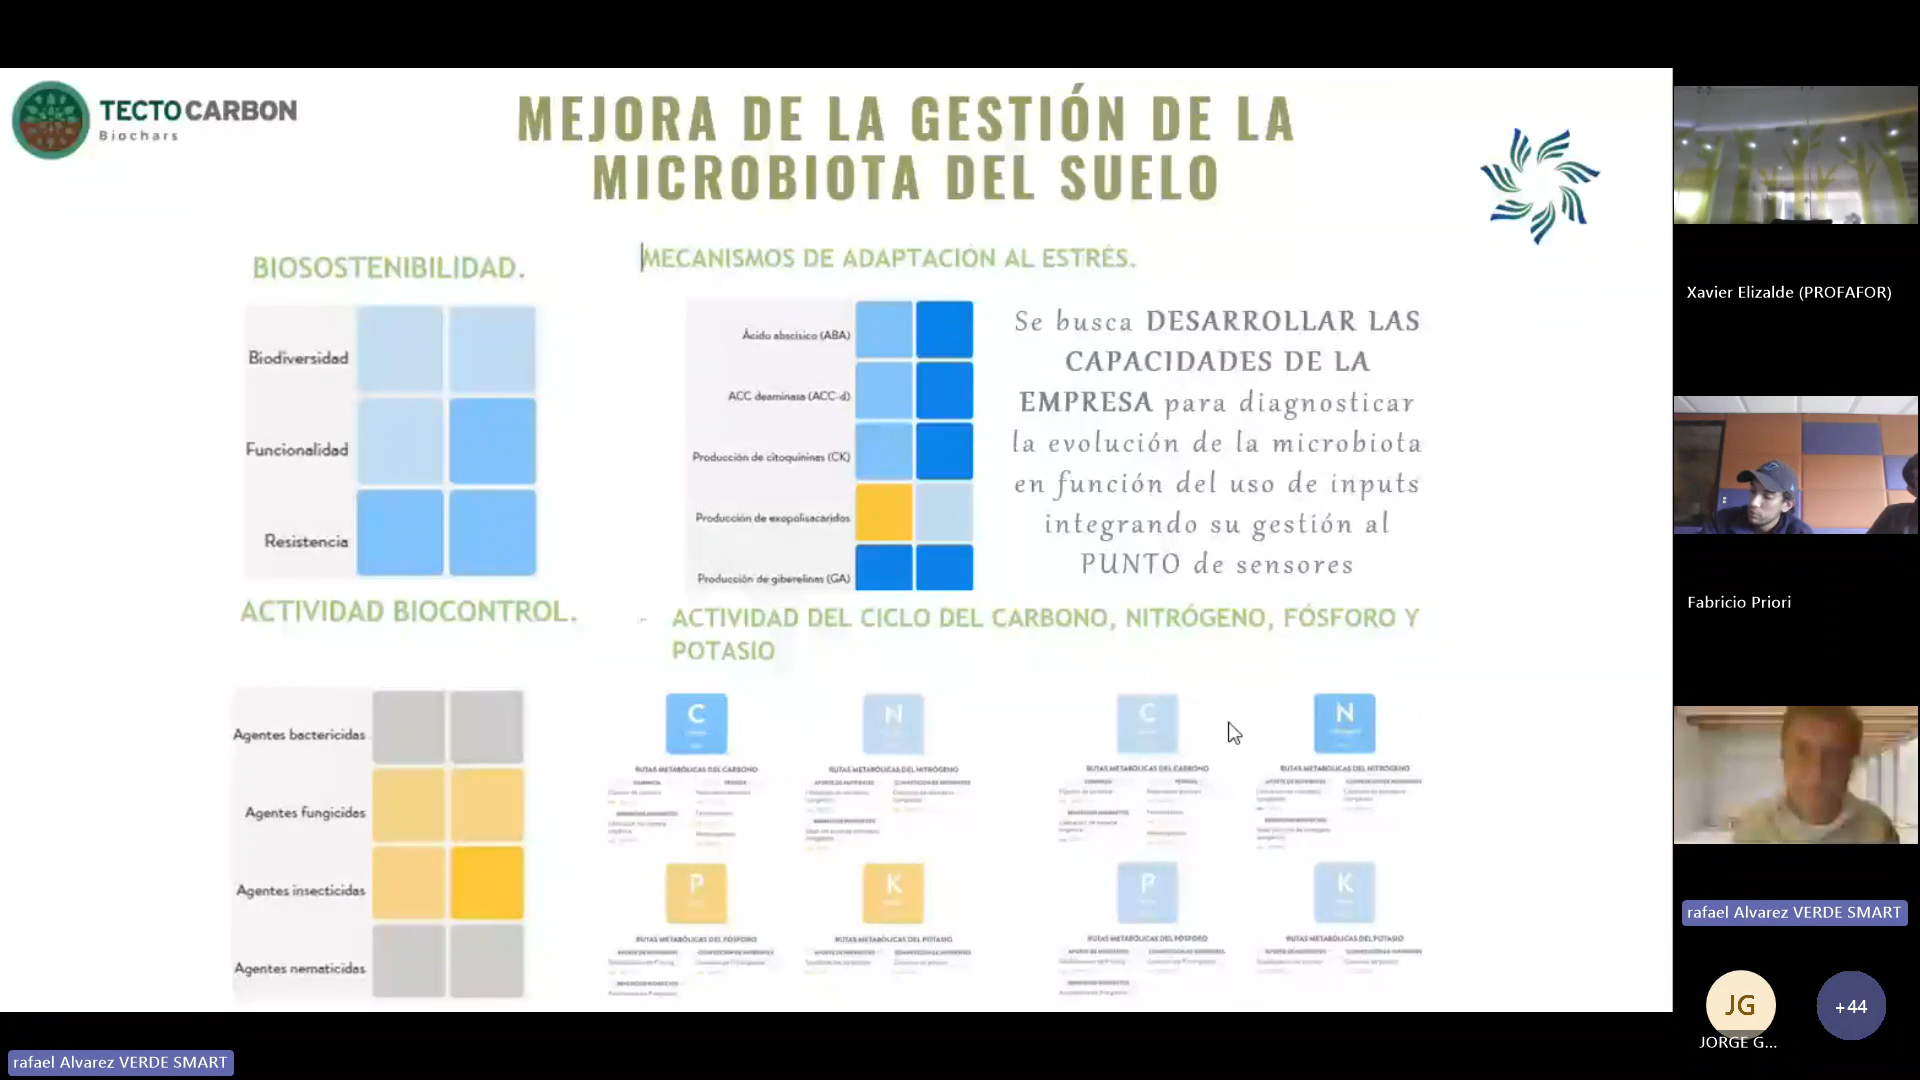 TECTO CARBON
Biochars
MEJORA DE LA GESTIÓN DE LA
MICROBIOTA DEL SUELO
BIOSOSTENIBILIDAD.
Biodiversidad
Funcionalidad
Resistencia
MECANISMOS DE ADAPTACIÓN AL ESTRÉS.
Ácido abscísico (ABA)
ACC deaminasa (ACC-d)
Producción de citoquininas (CK)
Producción de exopolisacáridos
Producción de giberelinas (GA)
Se busca DESARROLLAR LAS
CAPACIDADES DE LA
EMPRESA para diagnosticar
la evolución de la microbiota
en función del uso de inputs
integrando su gestión al
PUNTO de sensores
ACTIVIDAD BIOCONTROL.
Agentes bactericidas
Agentes fungicidas
Agentes insecticidas
Agentes nematicidas
ACTIVIDAD DEL CICLO DEL CARBONO, NITRÓGENO, FÓSFORO Y
POTASIO
C
N
RUTAS METABÓLICAS DEL CARBONO
RUTAS METABÓLICAS DEL NITRÓGENO
P
K
RUTAS METABÓLICAS DEL FÓSFORO
RUTAS METABÓLICAS DEL POTASIO
C
N
RUTAS METABÓLICAS DEL CARBONO
RUTAS METABÓLICAS DEL NITRÓGENO
P
K
RUTAS METABÓLICAS DEL FÓSFORO
RUTAS METABÓLICAS DEL POTASIO
Xavier Elizalde (PROFAFOR)
Fabricio Priori
rafael Alvarez VERDE SMART
JG
JORGE G...
+44
rafael Alvarez VERDE SMART